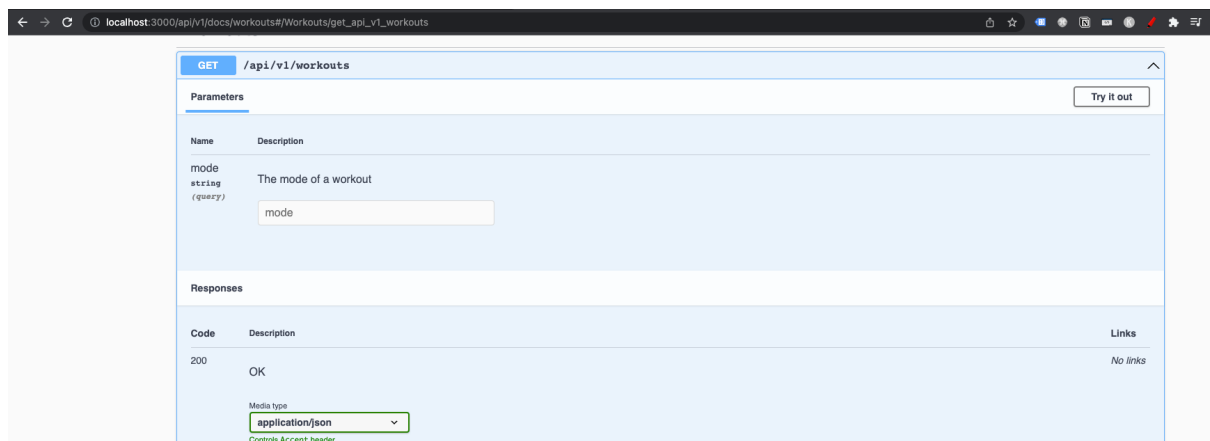 localhost:3000/api/v1/docs/workouts#/Workouts/get_api_v1_workouts
GET /api/v1/workouts
Parameters
Try it out
Name Description
mode
string
(query)
The mode of a workout
mode
Responses
Code Description Links
200
OK
No links
Media type
application/json
Controls Accept header